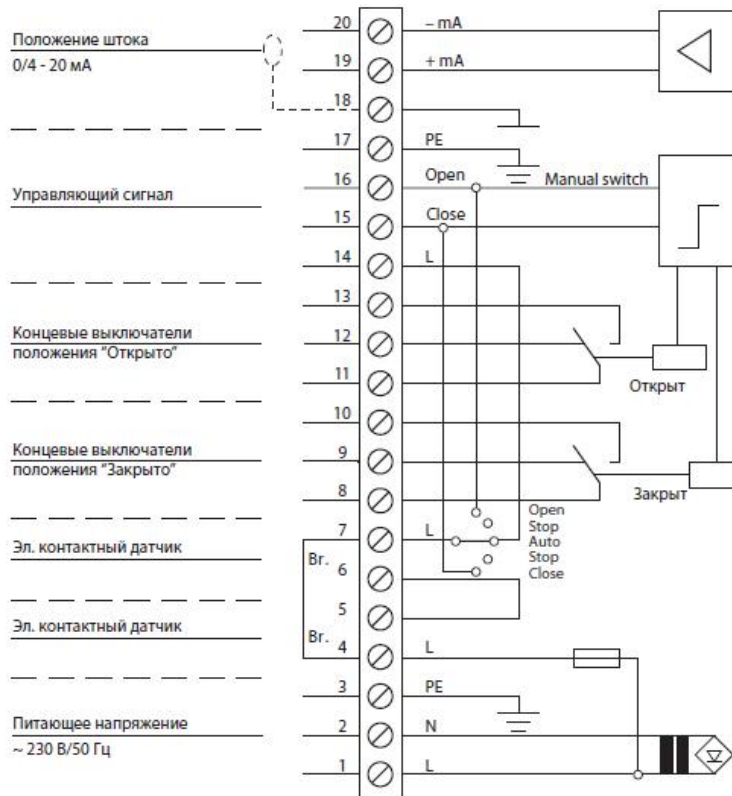 Положение штока
0/4 - 20 мА
Управляющий сигнал
Концевые выключатели
положения "Открыто"
Концевые выключатели
положения "Закрыто"
Эл. контактный датчик
Эл. контактный датчик
Питающее напряжение
~ 230 В/50 Гц
20 – mA
19 + mA
18
17 PE
16 Open Manual switch
15 Close
14 L
13
12
11
Открыт
10
9
8
Закрыт
7 L
Open
Stop
Auto
Stop
Close
Br.
6
5
Br.
4 L
3 PE
2 N
1 L